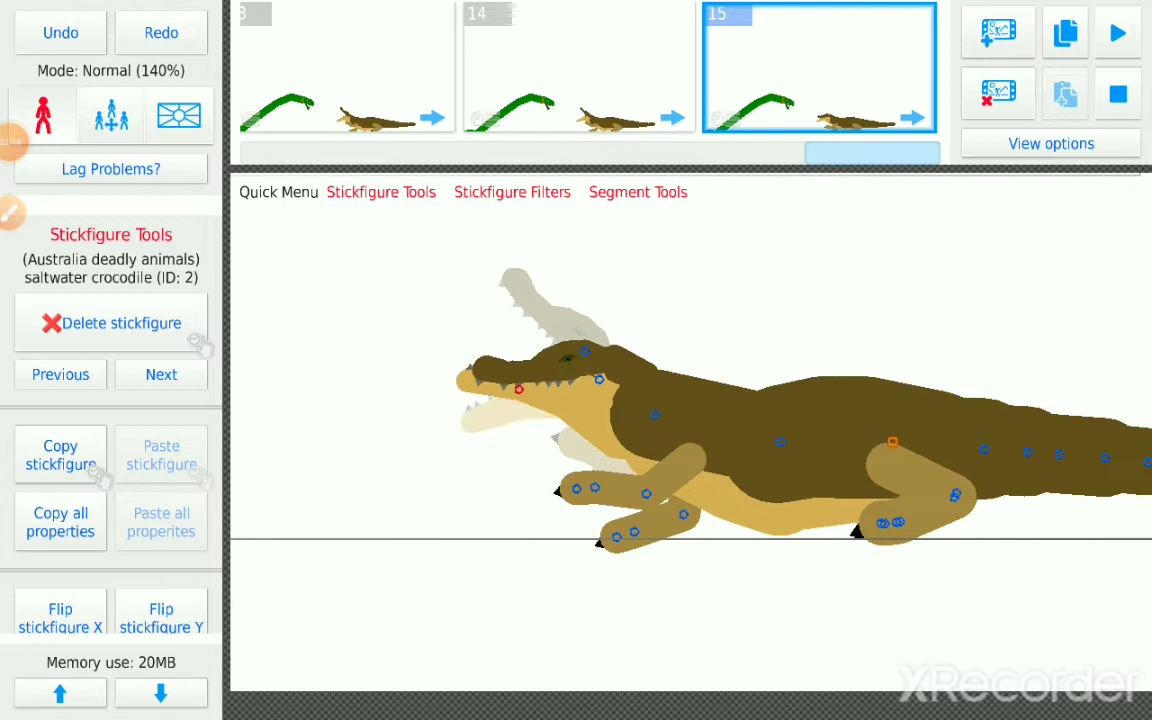 Undo
Redo
Mode: Normal (140%)
Lag Problems?
Stickfigure Tools
(Australia deadly animals)
saltwater crocodile (ID: 2)
Delete stickfigure
Previous
Next
Copy
stickfigure
Paste
stickfigure
Copy all
properties
Paste all
properites
Flip
stickfigure X
Flip
stickfigure Y
Memory use: 20MB
3
14
15
View options
Quick Menu
Stickfigure Tools
Stickfigure Filters
Segment Tools
XRecorder